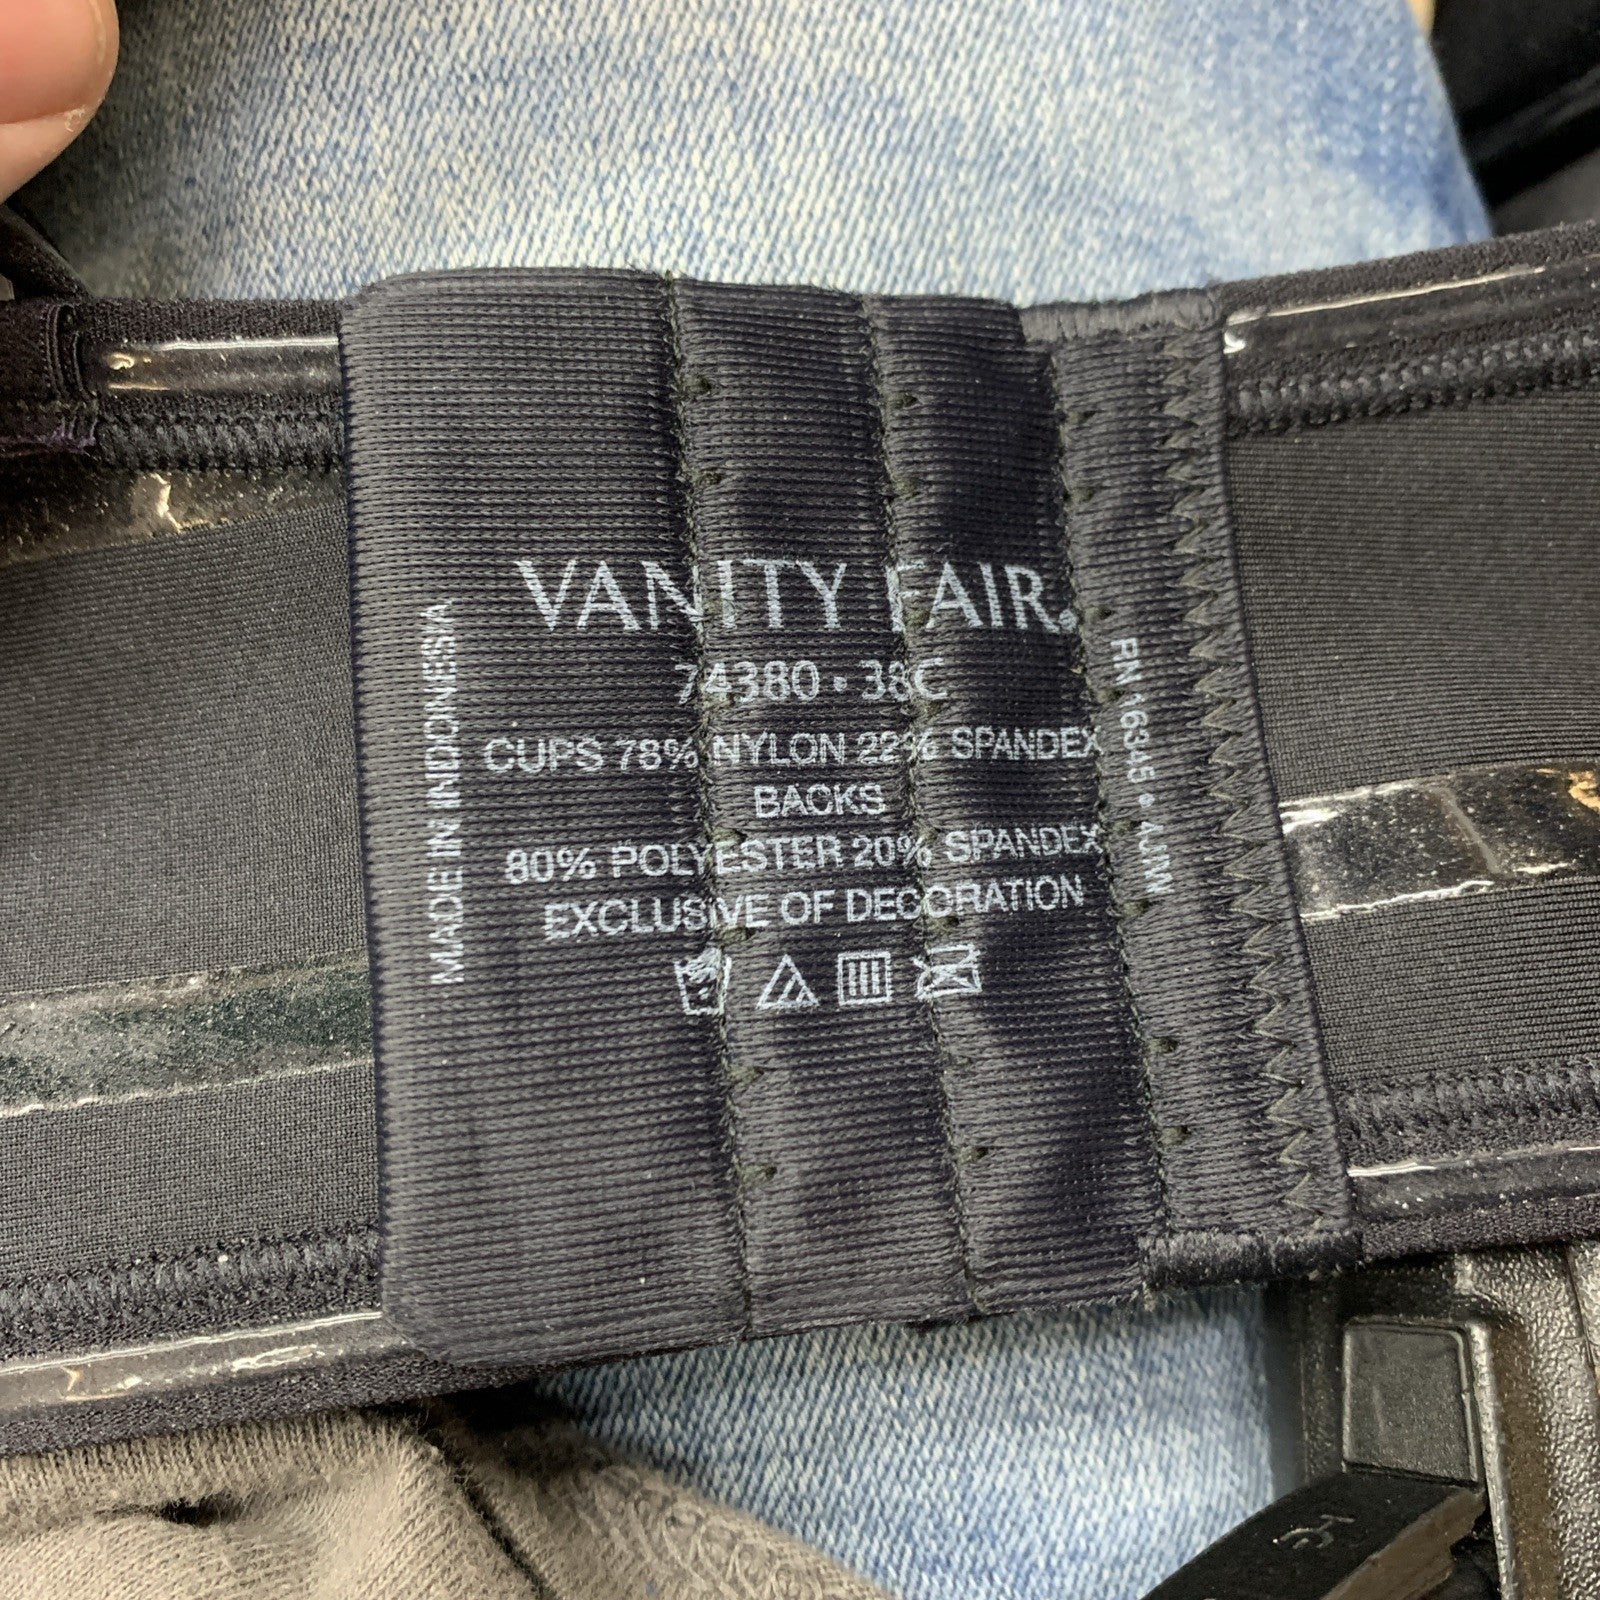 VANITY FAIR®
74380 • 38C
CUPS 78% NYLON 22% SPANDEX
BACKS
80% POLYESTER 20% SPANDEX
EXCLUSIVE OF DECORATION
MADE IN INDONESIA
RN 16345 • 4JJW